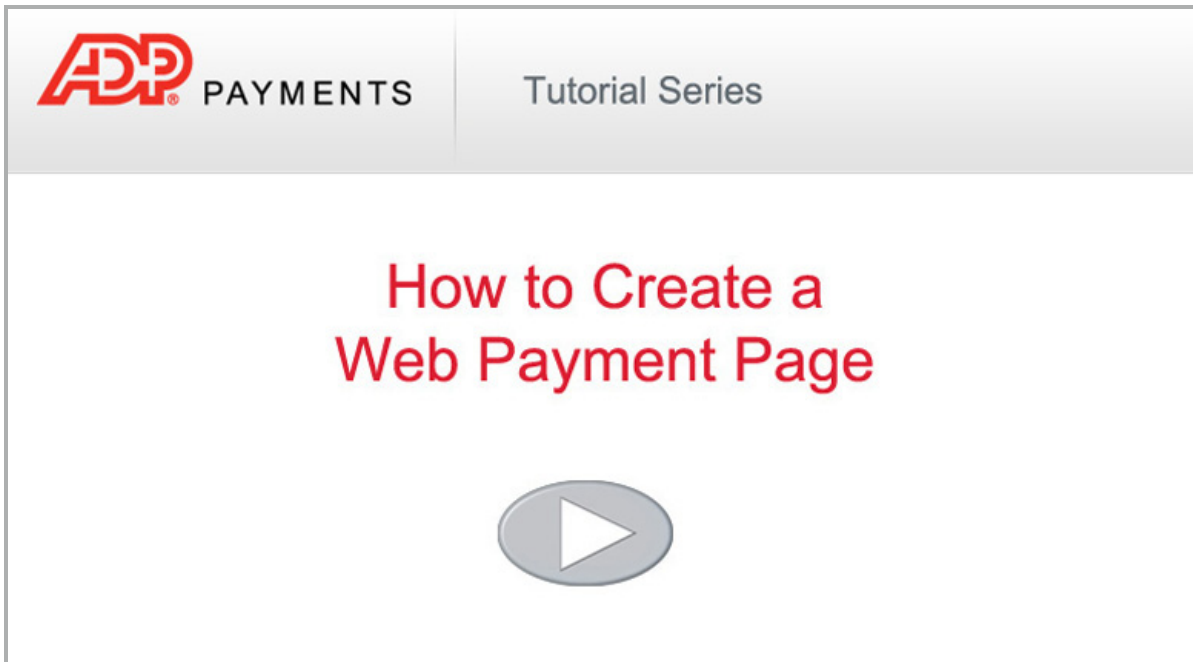 ADP® PAYMENTS
Tutorial Series
How to Create a
Web Payment Page